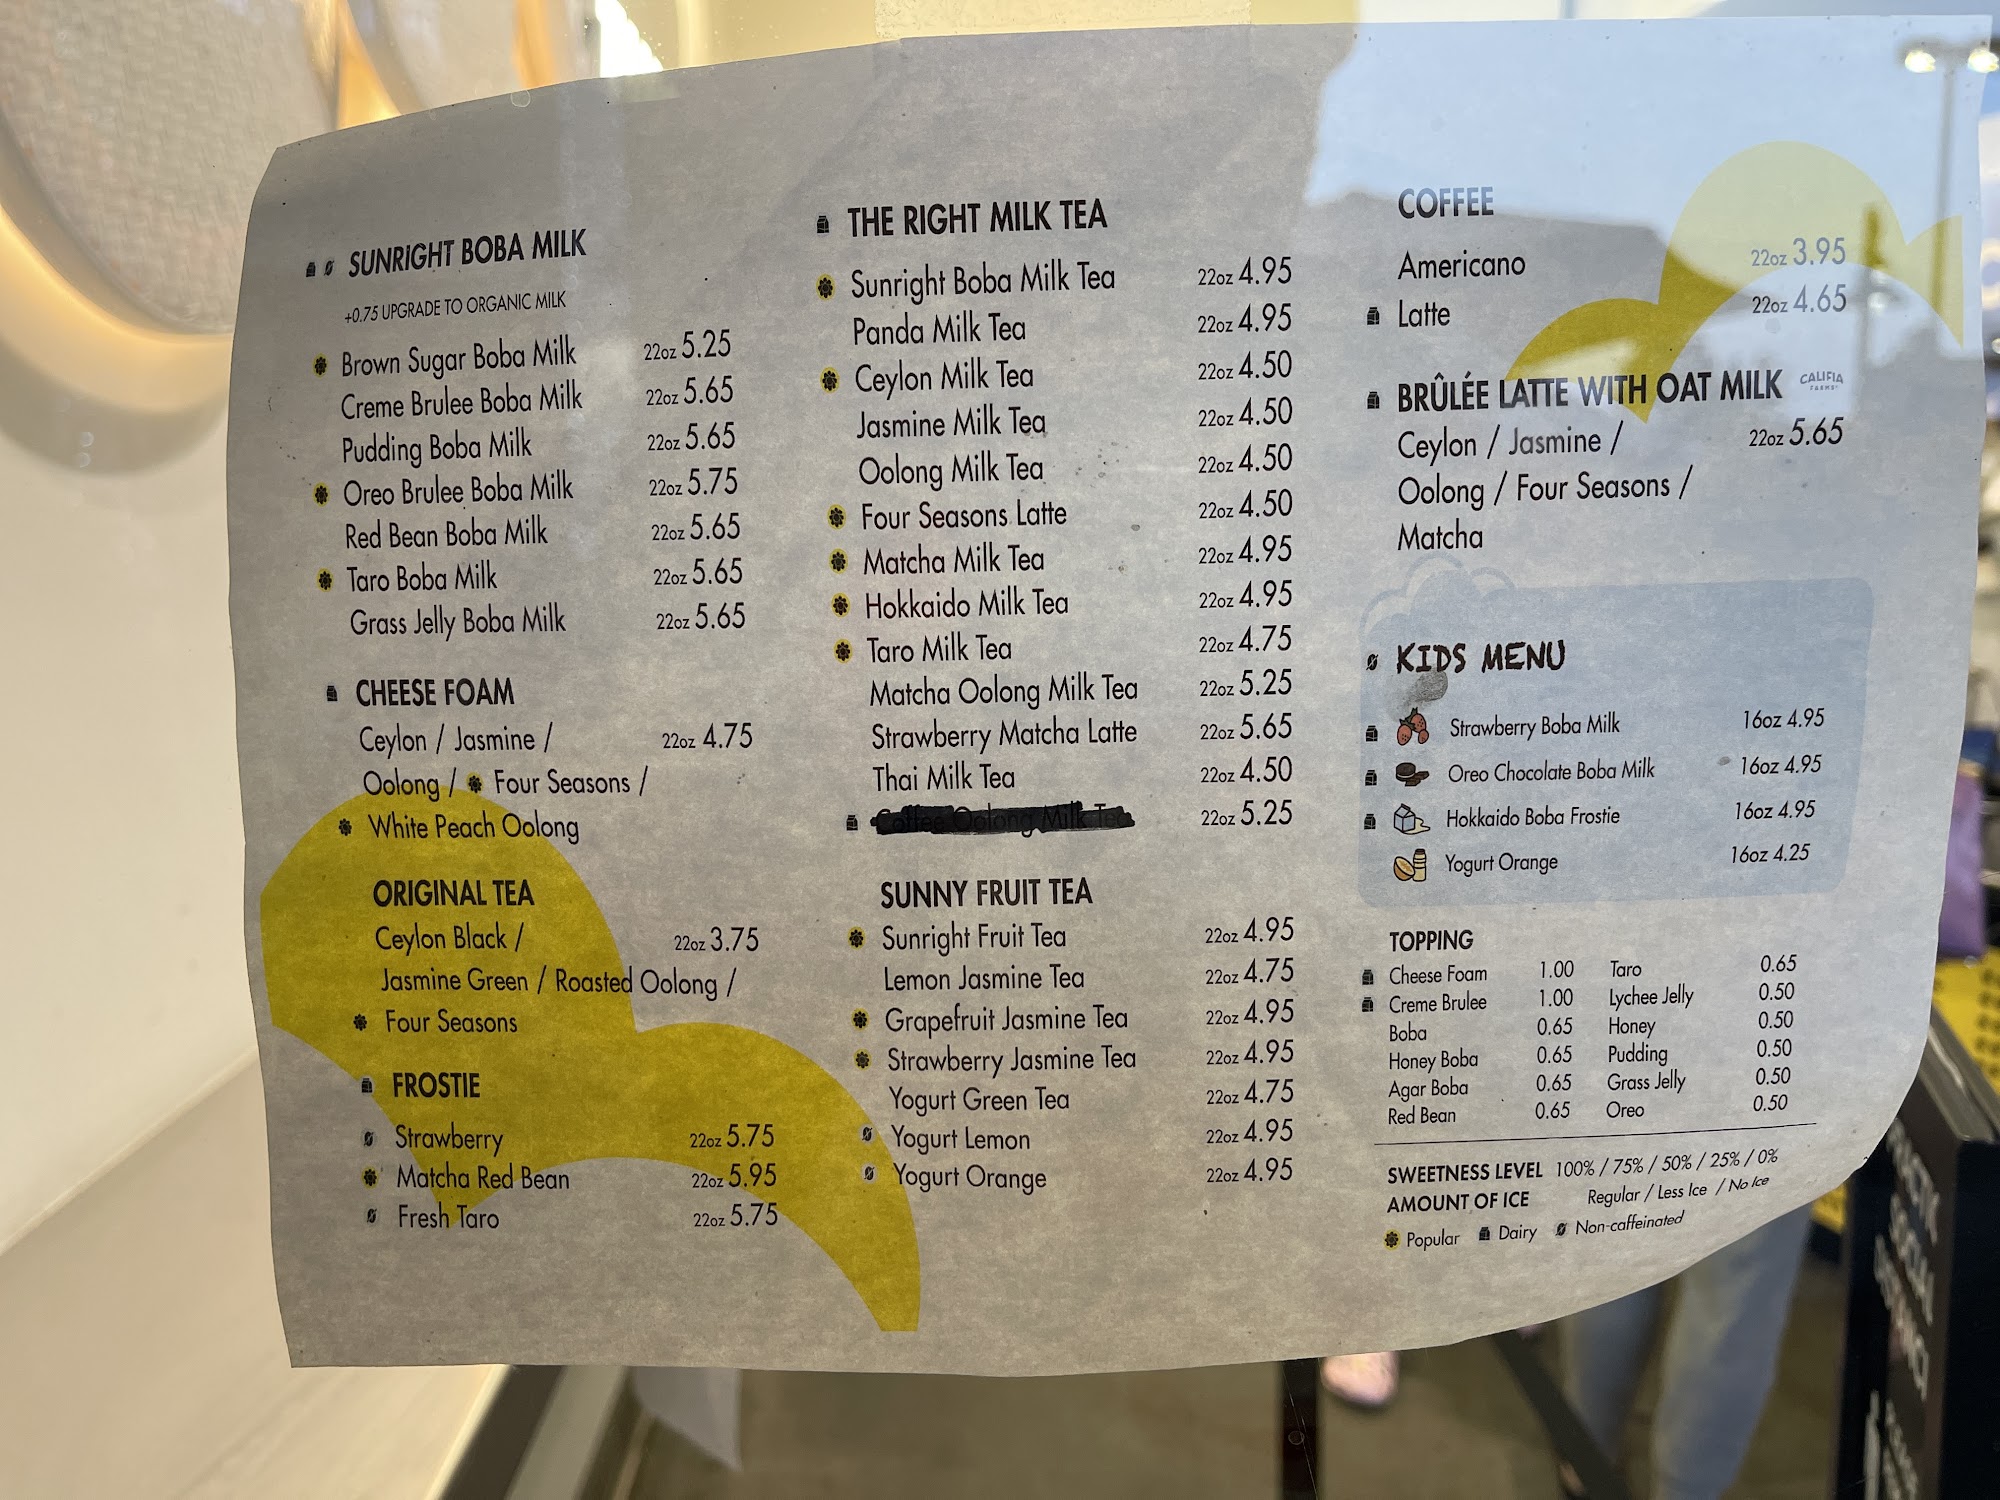 SUNRIGHT BOBA MILK
+0.75 UPGRADE TO ORGANIC MILK
Brown Sugar Boba Milk 22oz 5.25
Creme Brulee Boba Milk 22oz 5.65
Pudding Boba Milk 22oz 5.65
Oreo Brulee Boba Milk 22oz 5.75
Red Bean Boba Milk 22oz 5.65
Taro Boba Milk 22oz 5.65
Grass Jelly Boba Milk 22oz 5.65
CHEESE FOAM
Ceylon / Jasmine / 22oz 4.75
Oolong / Four Seasons /
White Peach Oolong
ORIGINAL TEA
Ceylon Black / 22oz 3.75
Jasmine Green / Roasted Oolong /
Four Seasons
FROSTIE
Strawberry 22oz 5.75
Matcha Red Bean 22oz 5.95
Fresh Taro 22oz 5.75
THE RIGHT MILK TEA
Sunright Boba Milk Tea 22oz 4.95
Panda Milk Tea 22oz 4.95
Ceylon Milk Tea 22oz 4.50
Jasmine Milk Tea 22oz 4.50
Oolong Milk Tea 22oz 4.50
Four Seasons Latte 22oz 4.50
Matcha Milk Tea 22oz 4.95
Hokkaido Milk Tea 22oz 4.95
Taro Milk Tea 22oz 4.75
Matcha Oolong Milk Tea 22oz 5.25
Strawberry Matcha Latte 22oz 5.65
Thai Milk Tea 22oz 4.50
Coffee Oolong Milk Tea 22oz 5.25
SUNNY FRUIT TEA
Sunright Fruit Tea 22oz 4.95
Lemon Jasmine Tea 22oz 4.75
Grapefruit Jasmine Tea 22oz 4.95
Strawberry Jasmine Tea 22oz 4.95
Yogurt Green Tea 22oz 4.75
Yogurt Lemon 22oz 4.95
Yogurt Orange 22oz 4.95
COFFEE
Americano 22oz 3.95
Latte 22oz 4.65
BRÛLÉE LATTE WITH OAT MILK CALIFIA FARMS
Ceylon / Jasmine / 22oz 5.65
Oolong / Four Seasons /
Matcha
KIDS MENU
Strawberry Boba Milk 16oz 4.95
Oreo Chocolate Boba Milk 16oz 4.95
Hokkaido Boba Frostie 16oz 4.95
Yogurt Orange 16oz 4.25
TOPPING
Cheese Foam 1.00 Taro 0.65
Creme Brulee 1.00 Lychee Jelly 0.50
Boba 0.65 Honey 0.50
Honey Boba 0.65 Pudding 0.50
Agar Boba 0.65 Grass Jelly 0.50
Red Bean 0.65 Oreo 0.50
SWEETNESS LEVEL 100% / 75% / 50% / 25% / 0%
AMOUNT OF ICE Regular / Less Ice / No Ice
Popular Dairy Non-caffeinated